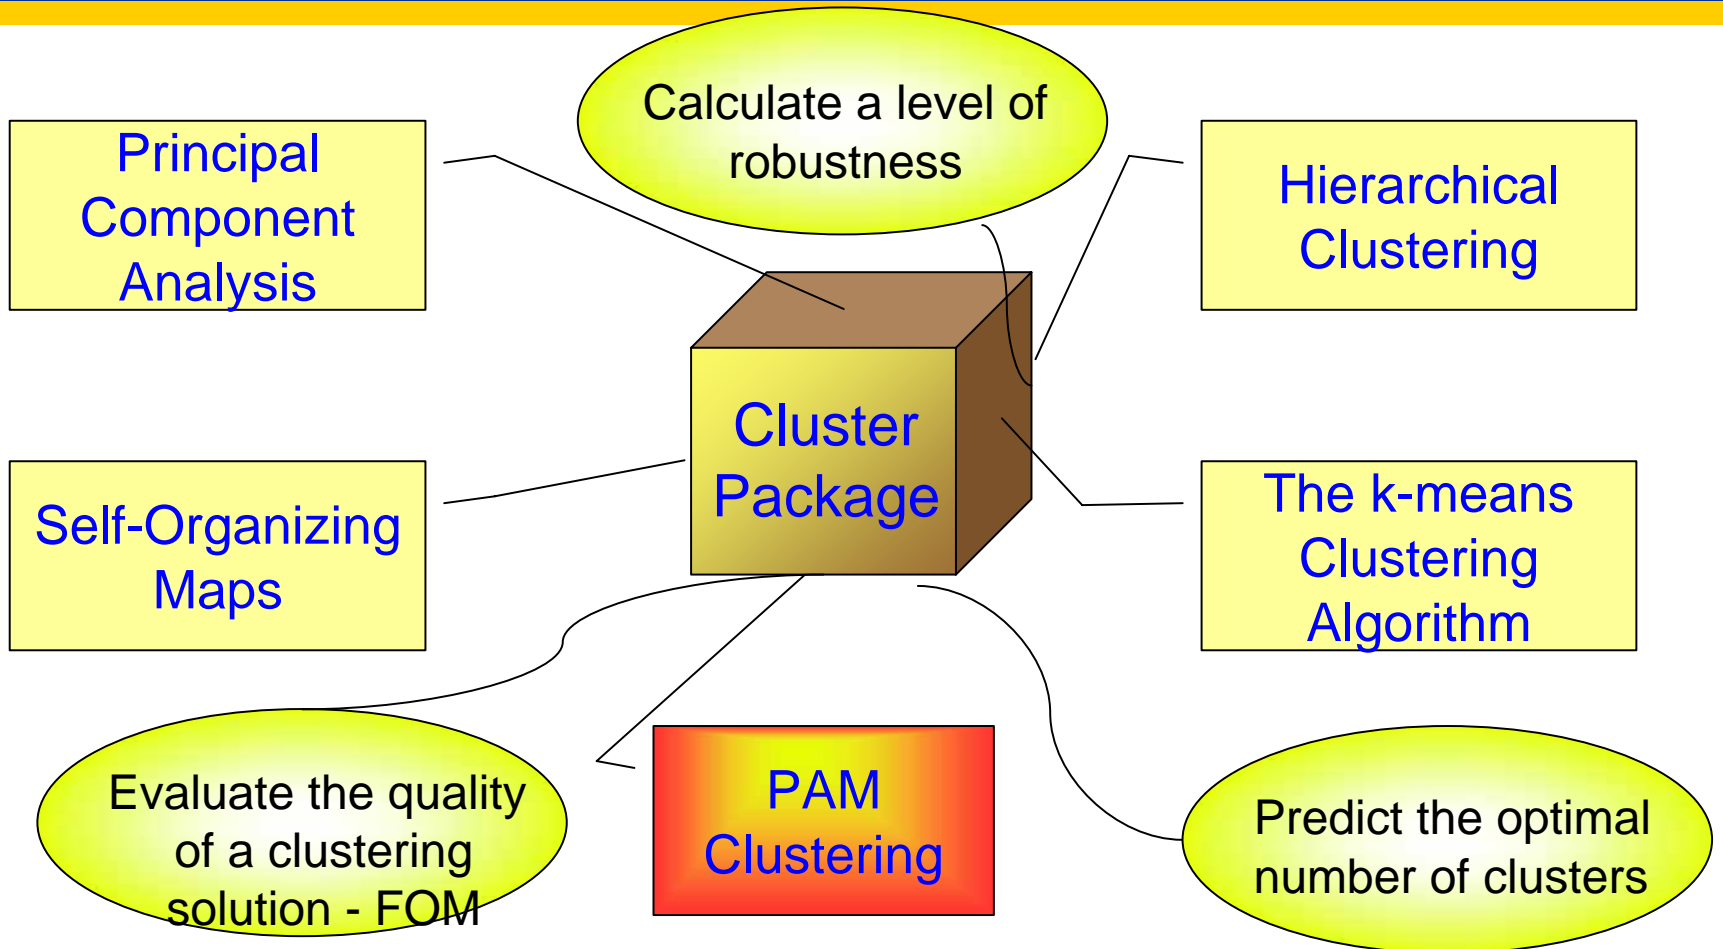 Calculate a level of
robustness
Principal
Component
Analysis
Hierarchical
Clustering
Cluster
Package
Self-Organizing
Maps
The k-means
Clustering
Algorithm
Evaluate the quality
of a clustering
solution - FOM
PAM
Clustering
Predict the optimal
number of clusters